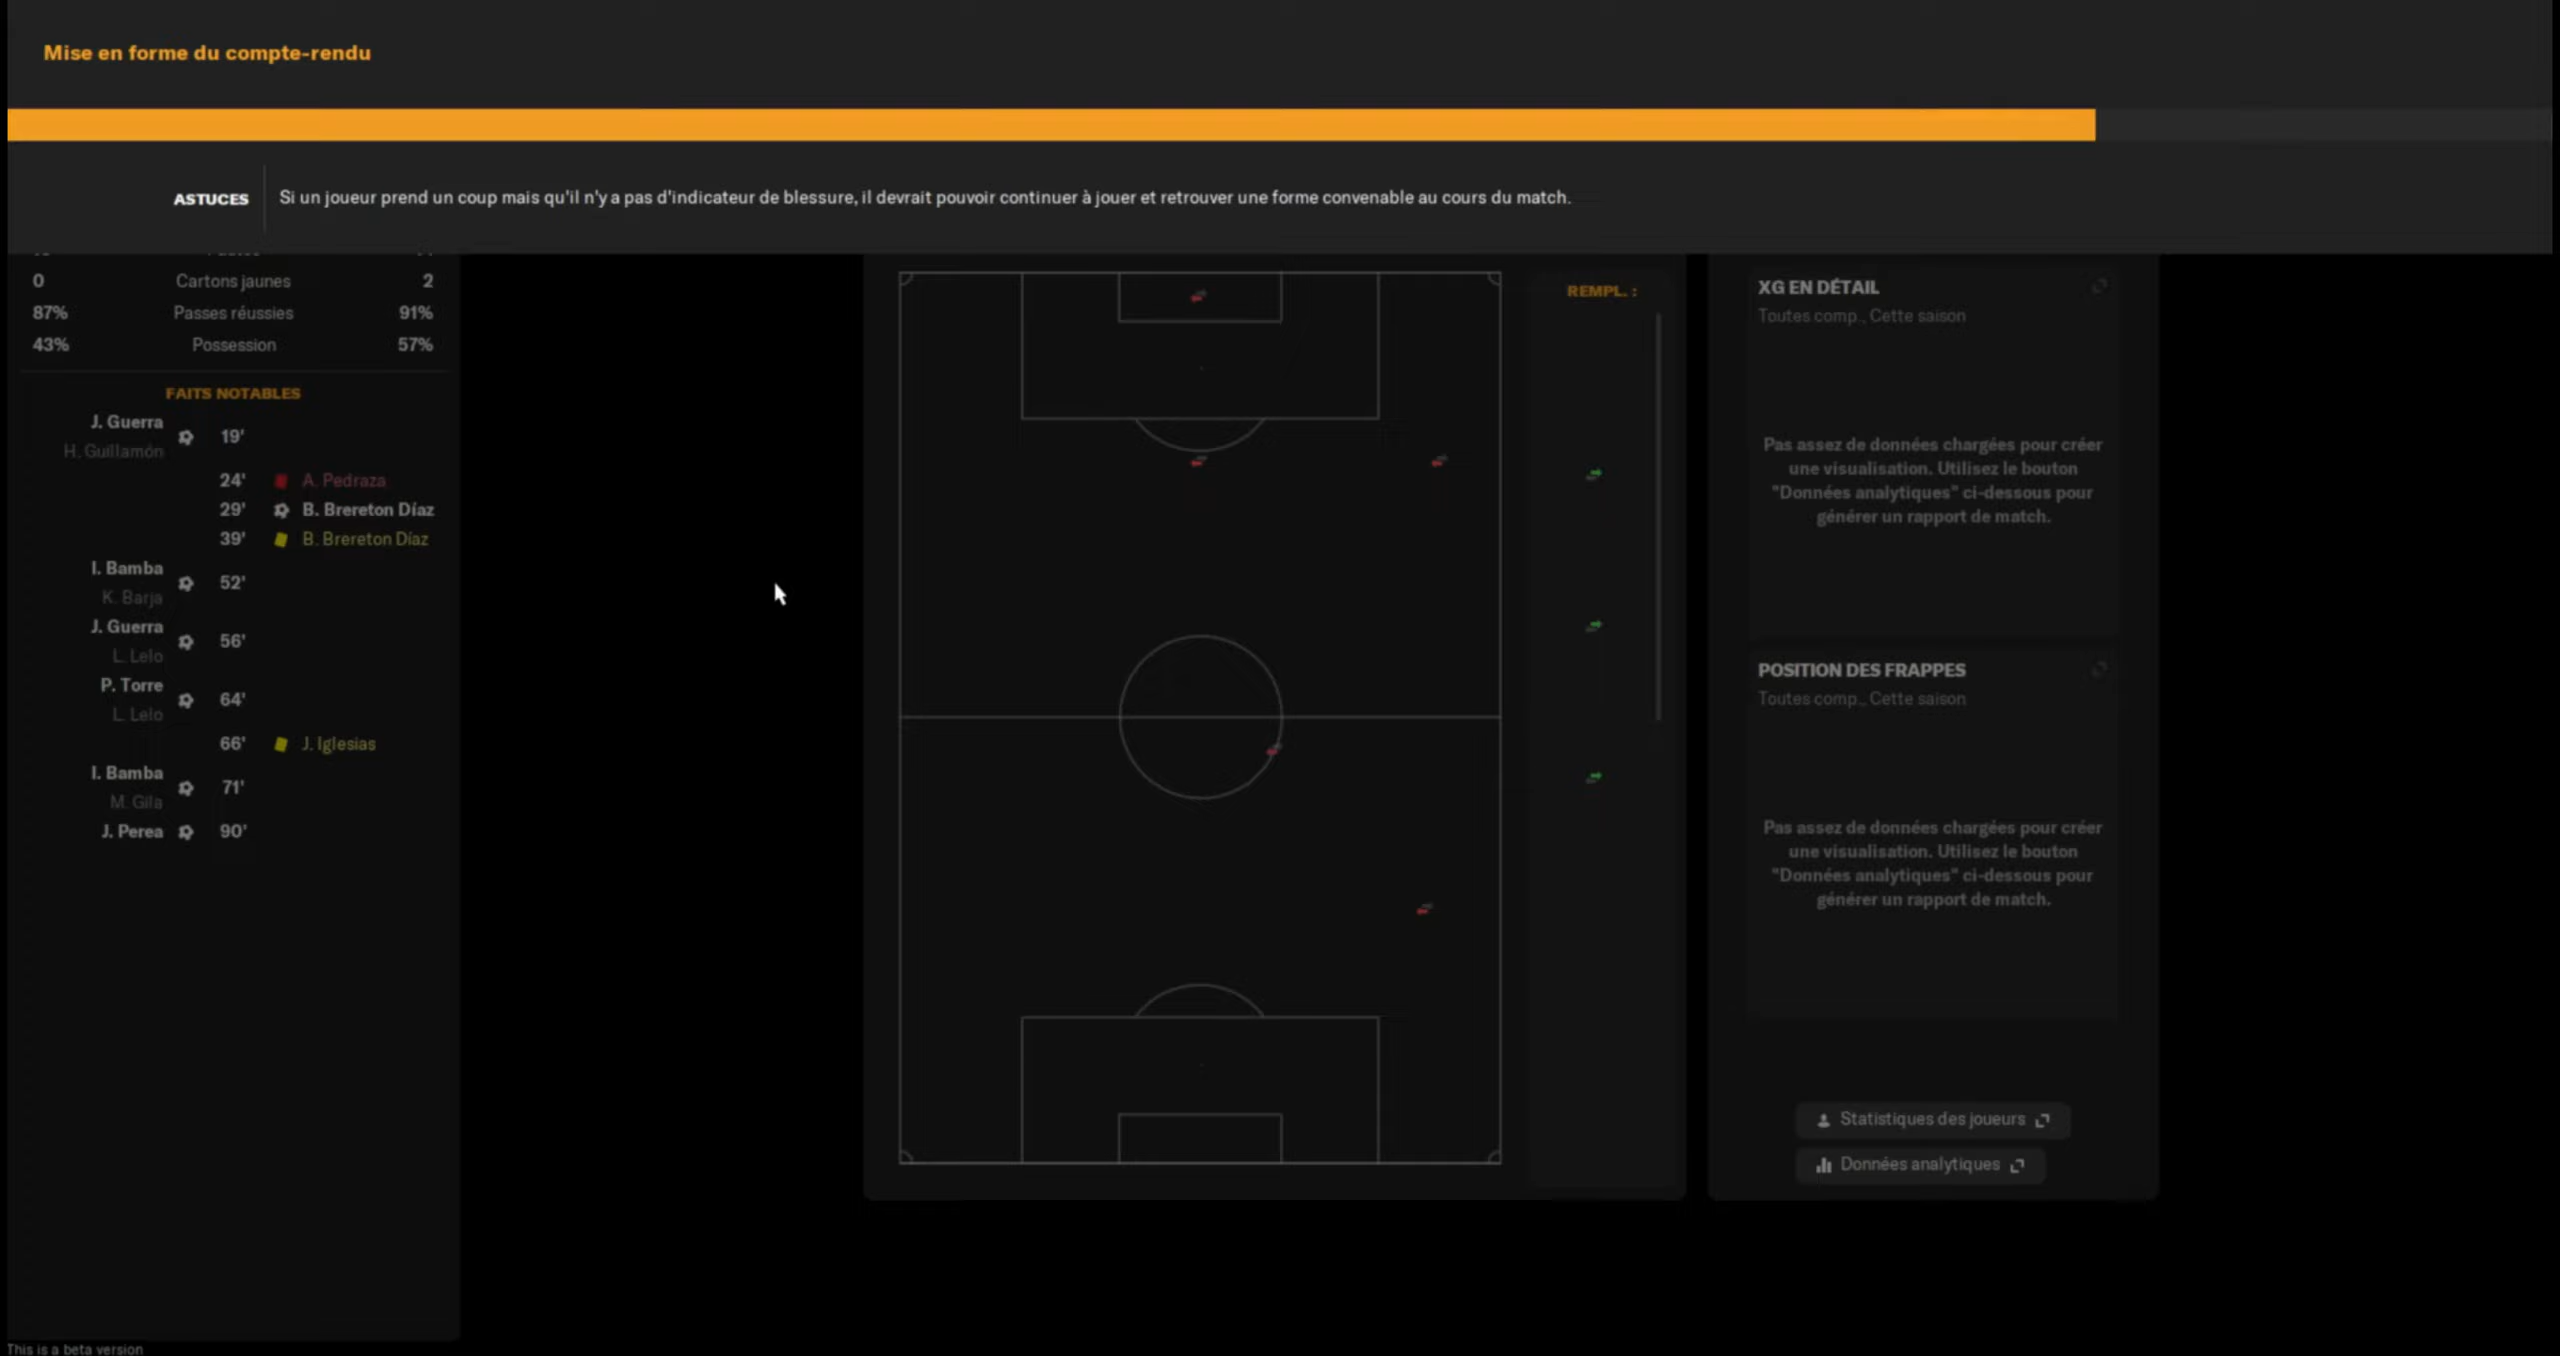 Mise en forme du compte-rendu
ASTUCES Si un joueur prend un coup mais qu'il n'y a pas d'indicateur de blessure, il devrait pouvoir continuer à jouer et retrouver une forme convenable au cours du match.
0 Cartons jaunes 2
87% Passes réussies 91%
43% Possession 57%
FAITS NOTABLES
J. Guerra 19'
H. Guillamón
24' A. Pedraza
29' B. Brereton Díaz
39' B. Brereton Díaz
I. Bamba 52'
K. Barja
J. Guerra 56'
L. Lelo
P. Torre 64'
L. Lelo
66' J. Iglesias
I. Bamba 71'
M. Gila
J. Perea 90'
REMPL. :
XG EN DÉTAIL
Toutes comp., Cette saison
Pas assez de données chargées pour créer
une visualisation. Utilisez le bouton
"Données analytiques" ci-dessous pour
générer un rapport de match.
POSITION DES FRAPPES
Toutes comp., Cette saison
Pas assez de données chargées pour créer
une visualisation. Utilisez le bouton
"Données analytiques" ci-dessous pour
générer un rapport de match.
Statistiques des joueurs
Données analytiques
This is a beta version